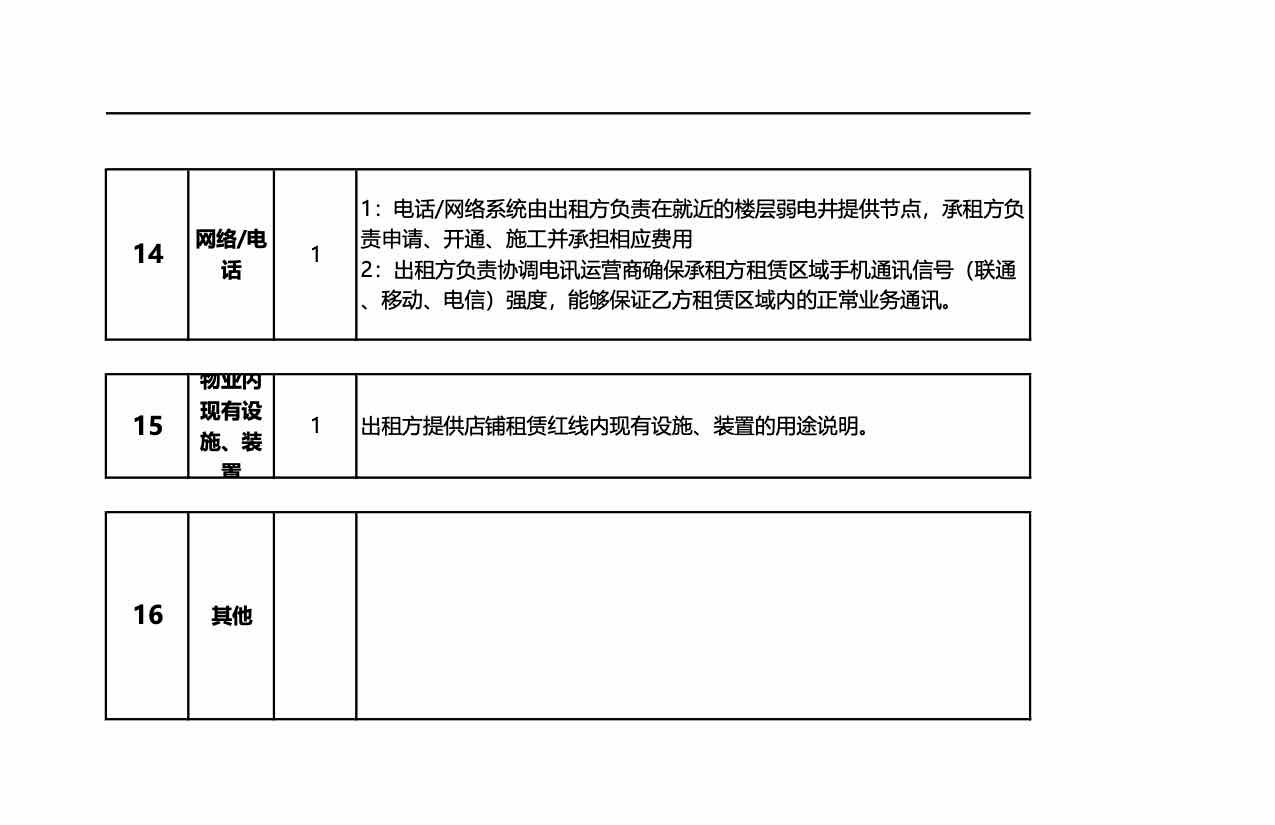 14
网络/电
话
1
1：电话/网络系统由出租方负责在就近的楼层弱电井提供节点，承租方负
责申请、开通、施工并承担相应费用
2：出租方负责协调电讯运营商确保承租方租赁区域手机通讯信号（联通
、移动、电信）强度，能够保证乙方租赁区域内的正常业务通讯。
15
物业内
现有设
施、装
置
1
出租方提供店铺租赁红线内现有设施、装置的用途说明。
16
其他